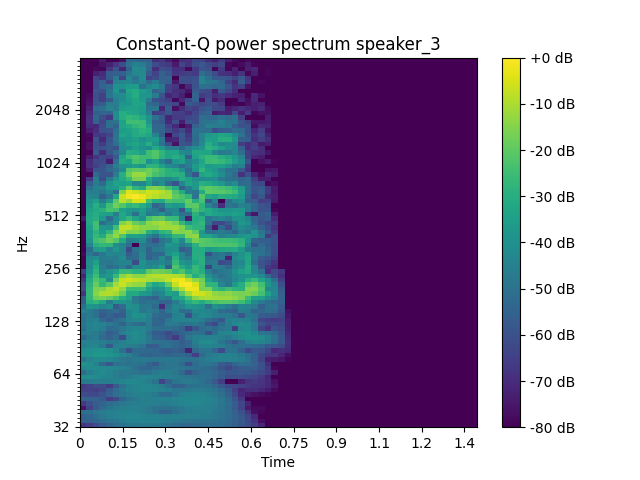 Constant-Q power spectrum speaker_3
Hz
2048
1024
512
256
128
64
32
0 0.15 0.3 0.45 0.6 0.75 0.9 1.1 1.2 1.4
Time
+0 dB
-10 dB
-20 dB
-30 dB
-40 dB
-50 dB
-60 dB
-70 dB
-80 dB